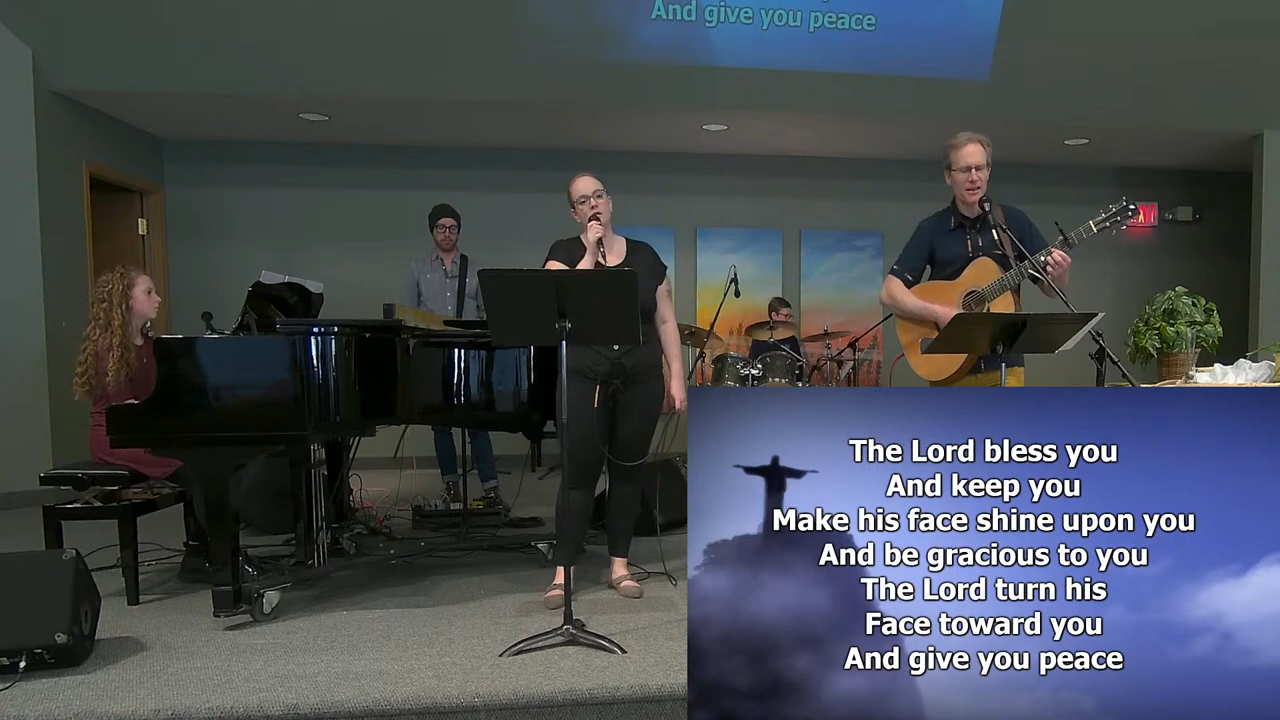 And give you peace
EXIT
The Lord bless you
And keep you
Make his face shine upon you
And be gracious to you
The Lord turn his
Face toward you
And give you peace